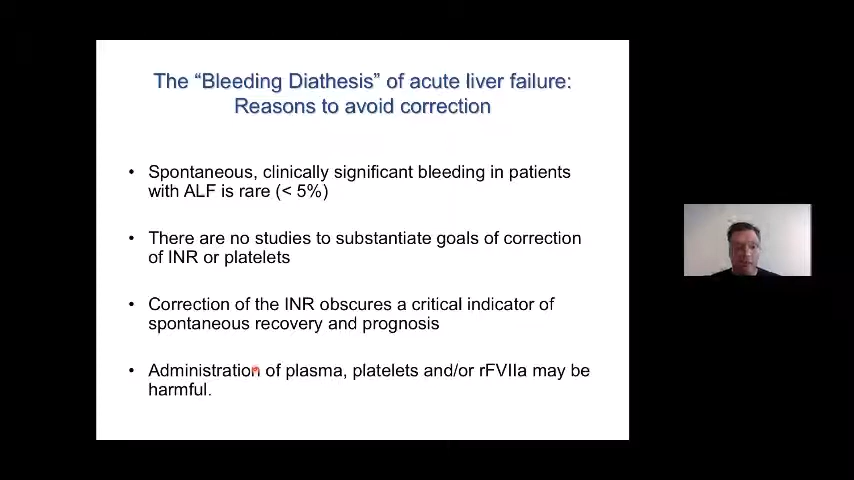 The “Bleeding Diathesis” of acute liver failure:
Reasons to avoid correction
• Spontaneous, clinically significant bleeding in patients
with ALF is rare (< 5%)
• There are no studies to substantiate goals of correction
of INR or platelets
• Correction of the INR obscures a critical indicator of
spontaneous recovery and prognosis
• Administration of plasma, platelets and/or rFVIIa may be
harmful.